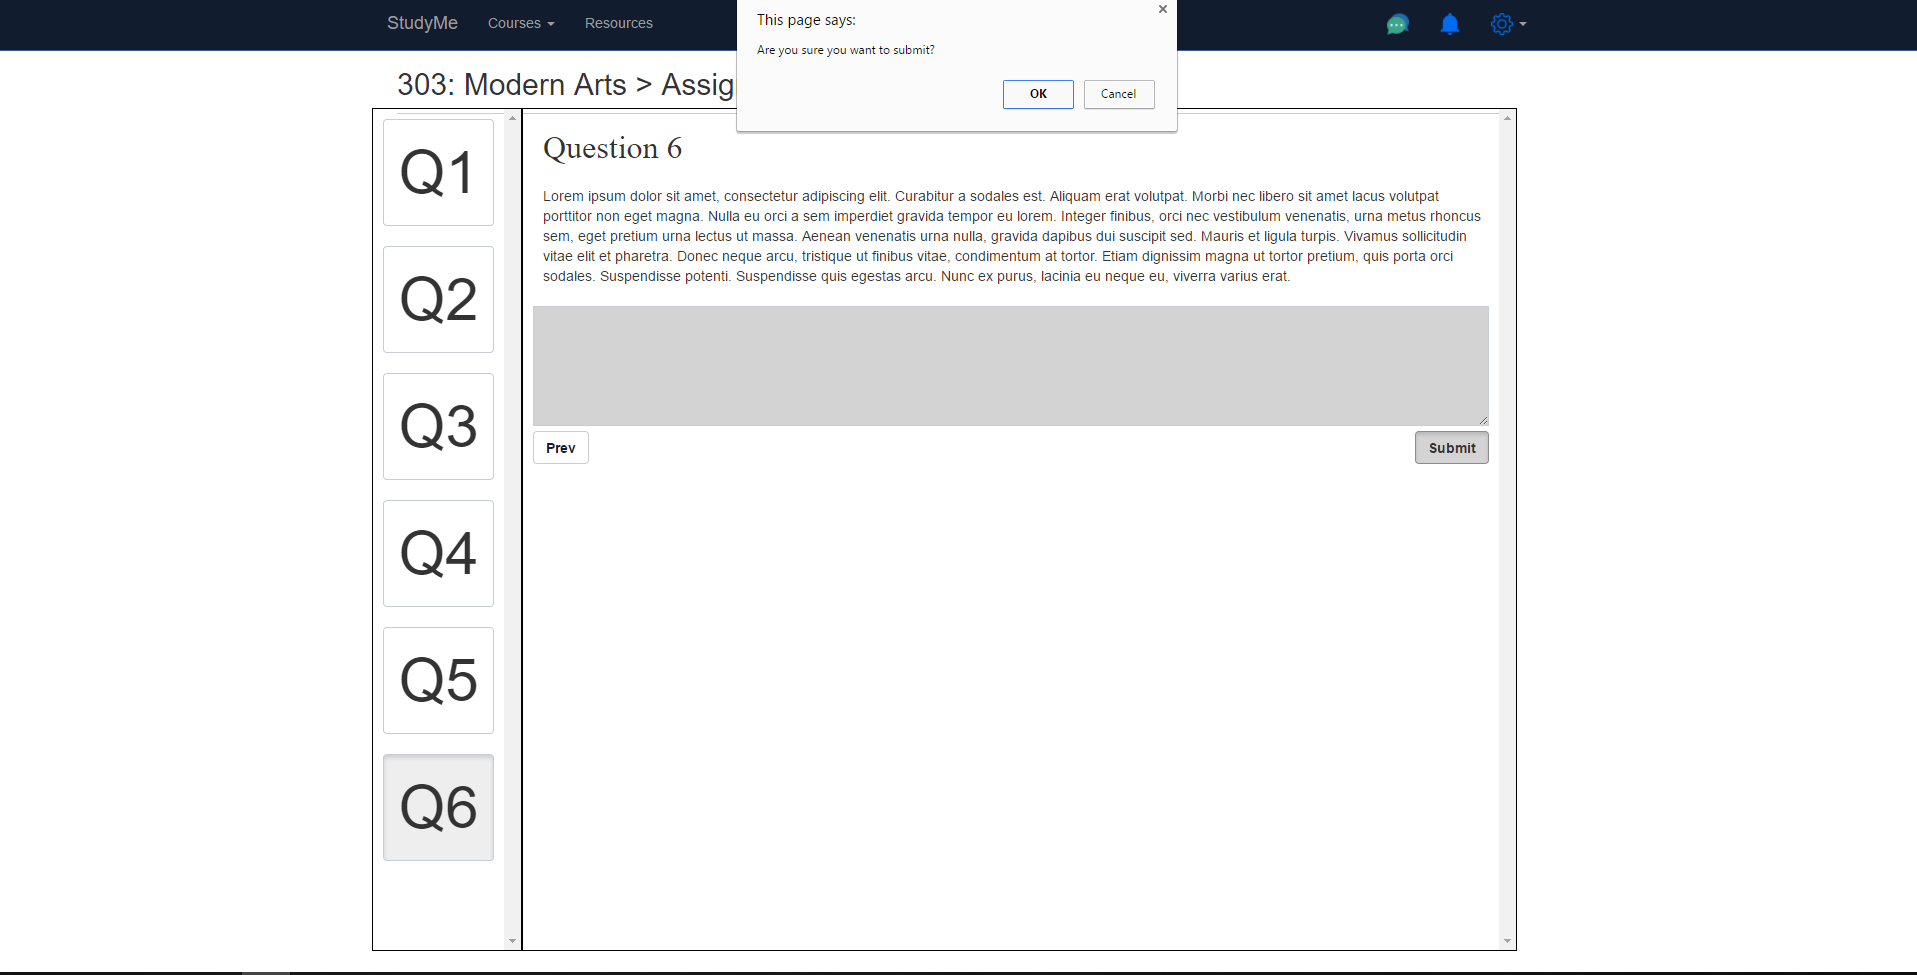 StudyMe Courses Resources
This page says:
Are you sure you want to submit?
OK Cancel
303: Modern Arts > Assig
Q1
Q2
Q3
Q4
Q5
Q6
Question 6
Lorem ipsum dolor sit amet, consectetur adipiscing elit. Curabitur a sodales est. Aliquam erat volutpat. Morbi nec libero sit amet lacus volutpat
porttitor non eget magna. Nulla eu orci a sem imperdiet gravida tempor eu lorem. Integer finibus, orci nec vestibulum venenatis, urna metus rhoncus
sem, eget pretium urna lectus ut massa. Aenean venenatis urna nulla, gravida dapibus dui suscipit sed. Mauris et ligula turpis. Vivamus sollicitudin
vitae elit et pharetra. Donec neque arcu, tristique ut finibus vitae, condimentum at tortor. Etiam dignissim magna ut tortor pretium, quis porta orci
sodales. Suspendisse potenti. Suspendisse quis egestas arcu. Nunc ex purus, lacinia eu neque eu, viverra varius erat.
Prev Submit